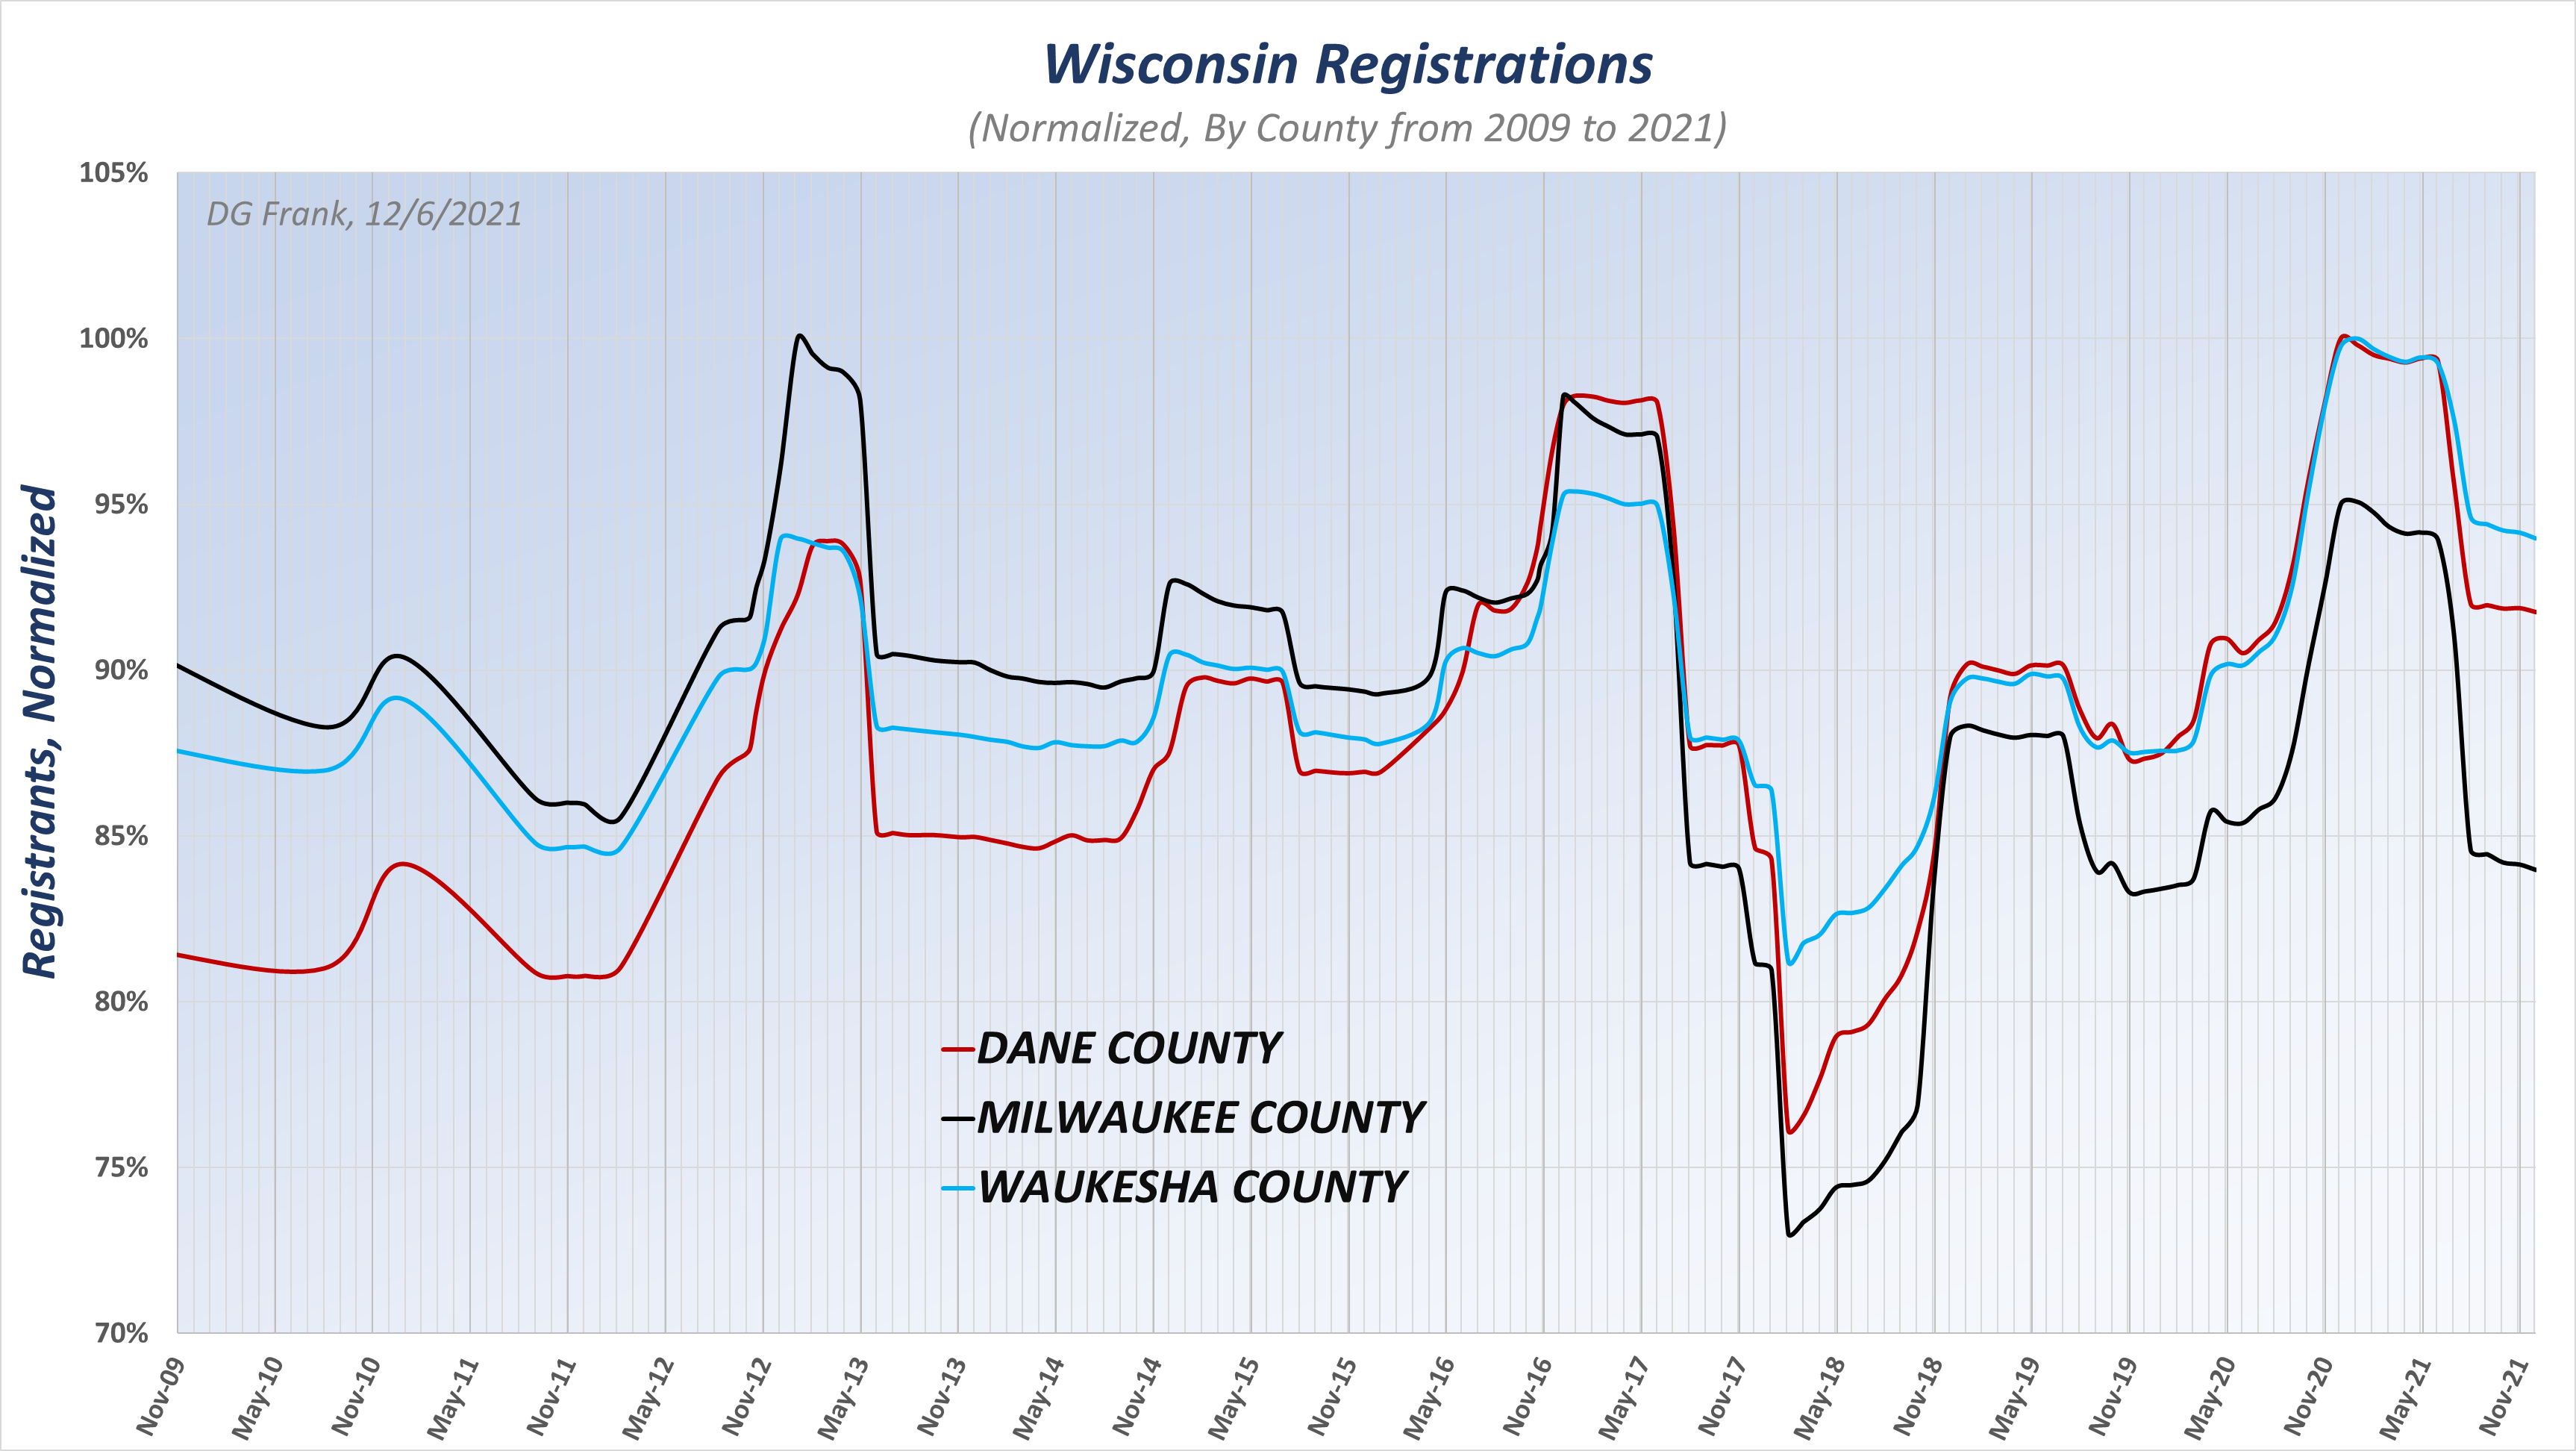 Wisconsin Registrations
(Normalized, By County from 2009 to 2021)
DG Frank, 12/6/2021
Registrants, Normalized
105%
100%
95%
90%
85%
80%
75%
70%
DANE COUNTY
MILWAUKEE COUNTY
WAUKESHA COUNTY
Nov-09
May-10
Nov-10
May-11
Nov-11
May-12
Nov-12
May-13
Nov-13
May-14
Nov-14
May-15
Nov-15
May-16
Nov-16
May-17
Nov-17
May-18
Nov-18
May-19
Nov-19
May-20
Nov-20
May-21
Nov-21